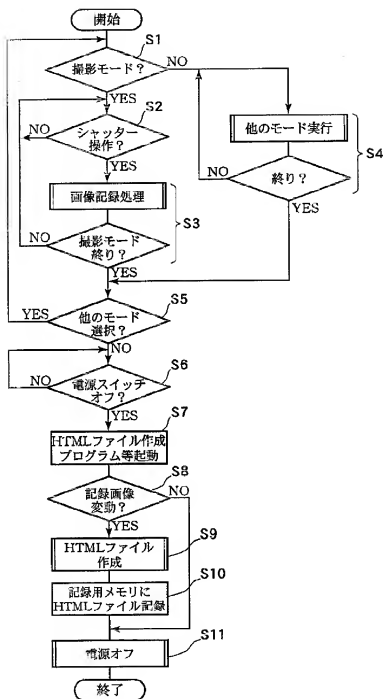 開始
S1
撮影モード?
NO
YES
S2
NO
シャッター
操作?
他のモード実行
S4
YES
NO
終り?
画像記録処理
S3
YES
NO
撮影モード
終り?
YES
S5
YES
他のモード
選択?
NO
S6
NO
電源スイッチ
オフ?
YES
S7
HTMLファイル作成
プログラム等起動
S8
記録画像
変動?
NO
YES
HTMLファイル
作成
S9
記録用メモリに
HTMLファイル記録
S10
電源オフ
S11
終了